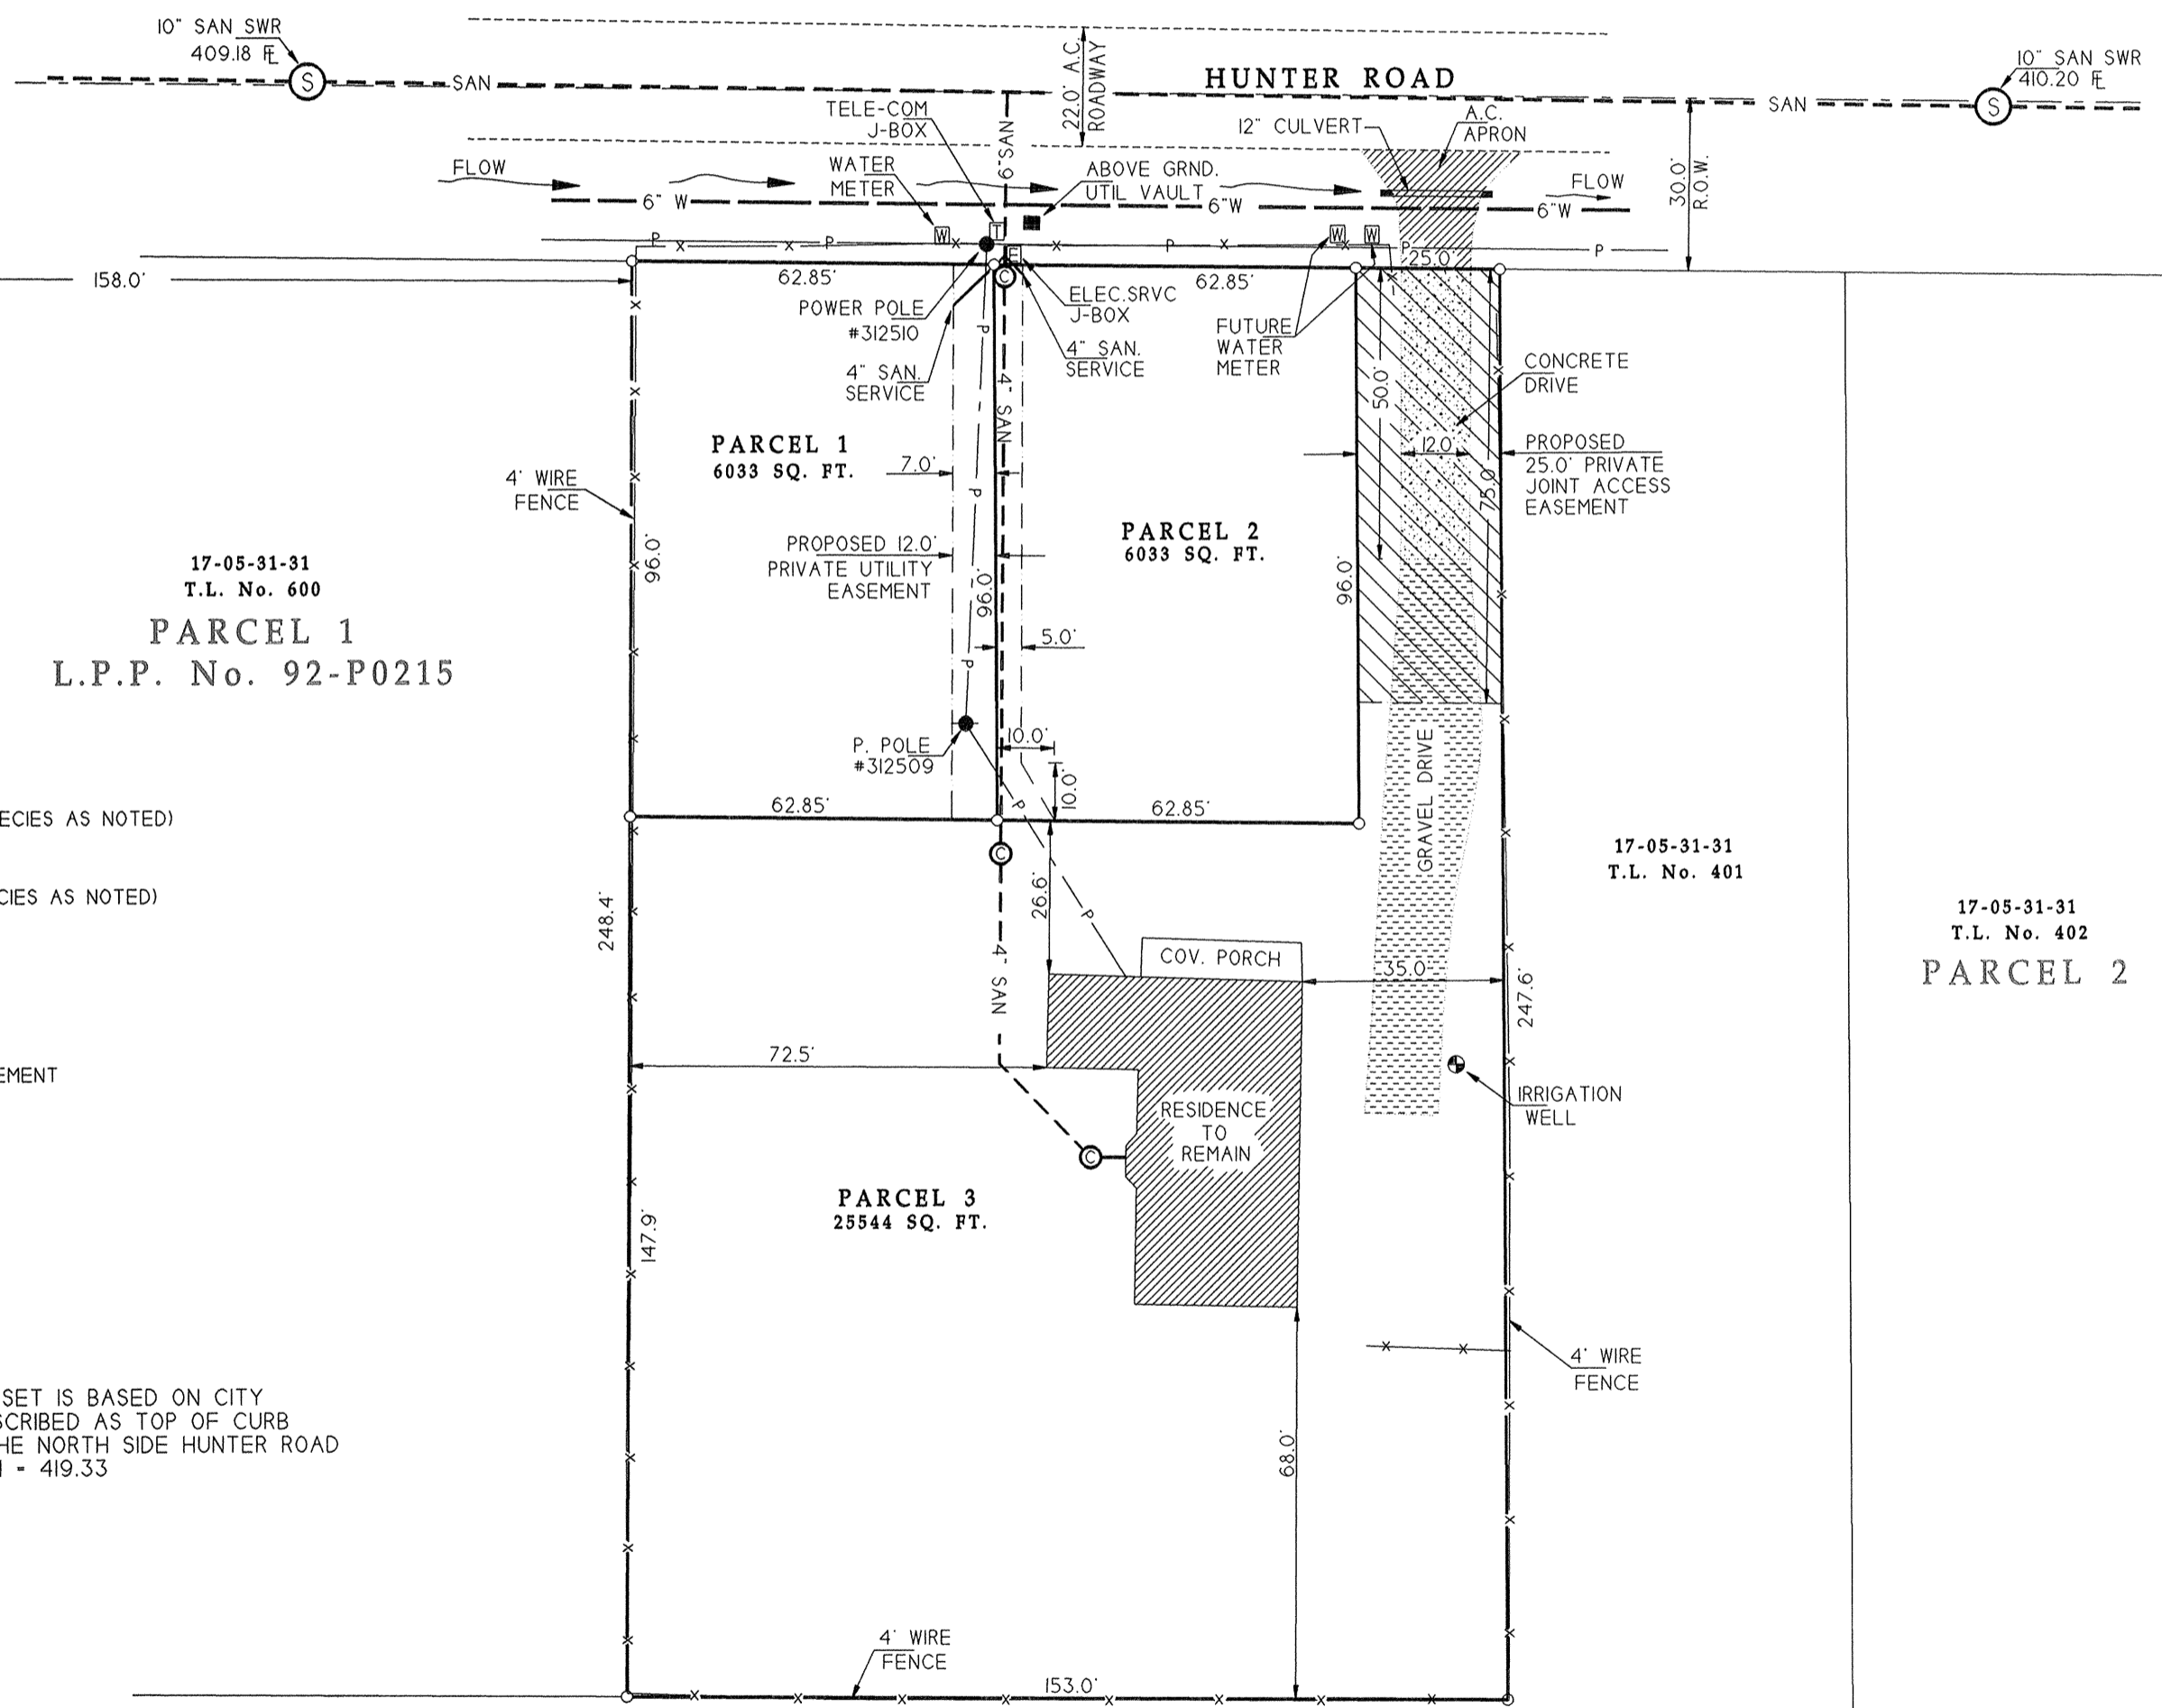 10" SAN SWR
409.18 FL
SAN
HUNTER ROAD
22.0' A.C.
ROADWAY
SAN
10" SAN SWR
410.20 FL
TELE-COM
J-BOX
6" SAN
12" CULVERT
A.C.
APRON
30.0'
R.O.W.
FLOW
WATER
METER
ABOVE GRND.
UTIL VAULT
FLOW
6" W
6"W
6"W
T
W
W
W
E
P
P
P
P
P
158.0'
62.85'
C
62.85'
25.0'
POWER POLE
#312510
ELEC.SRVC
J-BOX
4" SAN.
SERVICE
4" SAN.
SERVICE
FUTURE
WATER
METER
CONCRETE
DRIVE
50.0'
75.0'
12.0'
PROPOSED
25.0' PRIVATE
JOINT ACCESS
EASEMENT
4" SAN
PARCEL 1
6033 SQ. FT.
7.0'
4' WIRE
FENCE
96.0'
PROPOSED 12.0'
PRIVATE UTILITY
EASEMENT
96.0'
PARCEL 2
6033 SQ. FT.
96.0'
5.0'
P
P
P
17-05-31-31
T.L. No. 600
PARCEL 1
L.P.P. No. 92-P0215
P. POLE
#312509
10.0'
10.0'
P
62.85'
62.85'
GRAVEL DRIVE
ECIES AS NOTED)
CIES AS NOTED)
EMENT
17-05-31-31
T.L. No. 401
17-05-31-31
T.L. No. 402
PARCEL 2
C
248.4'
26.6'
P
4" SAN
COV. PORCH
35.0'
247.6'
72.5'
RESIDENCE
TO
REMAIN
C
IRRIGATION
WELL
PARCEL 3
25544 SQ. FT.
147.9'
4' WIRE
FENCE
68.0'
SET IS BASED ON CITY
SCRIBED AS TOP OF CURB
HE NORTH SIDE HUNTER ROAD
- 419.33
4' WIRE
FENCE
153.0'
S
S